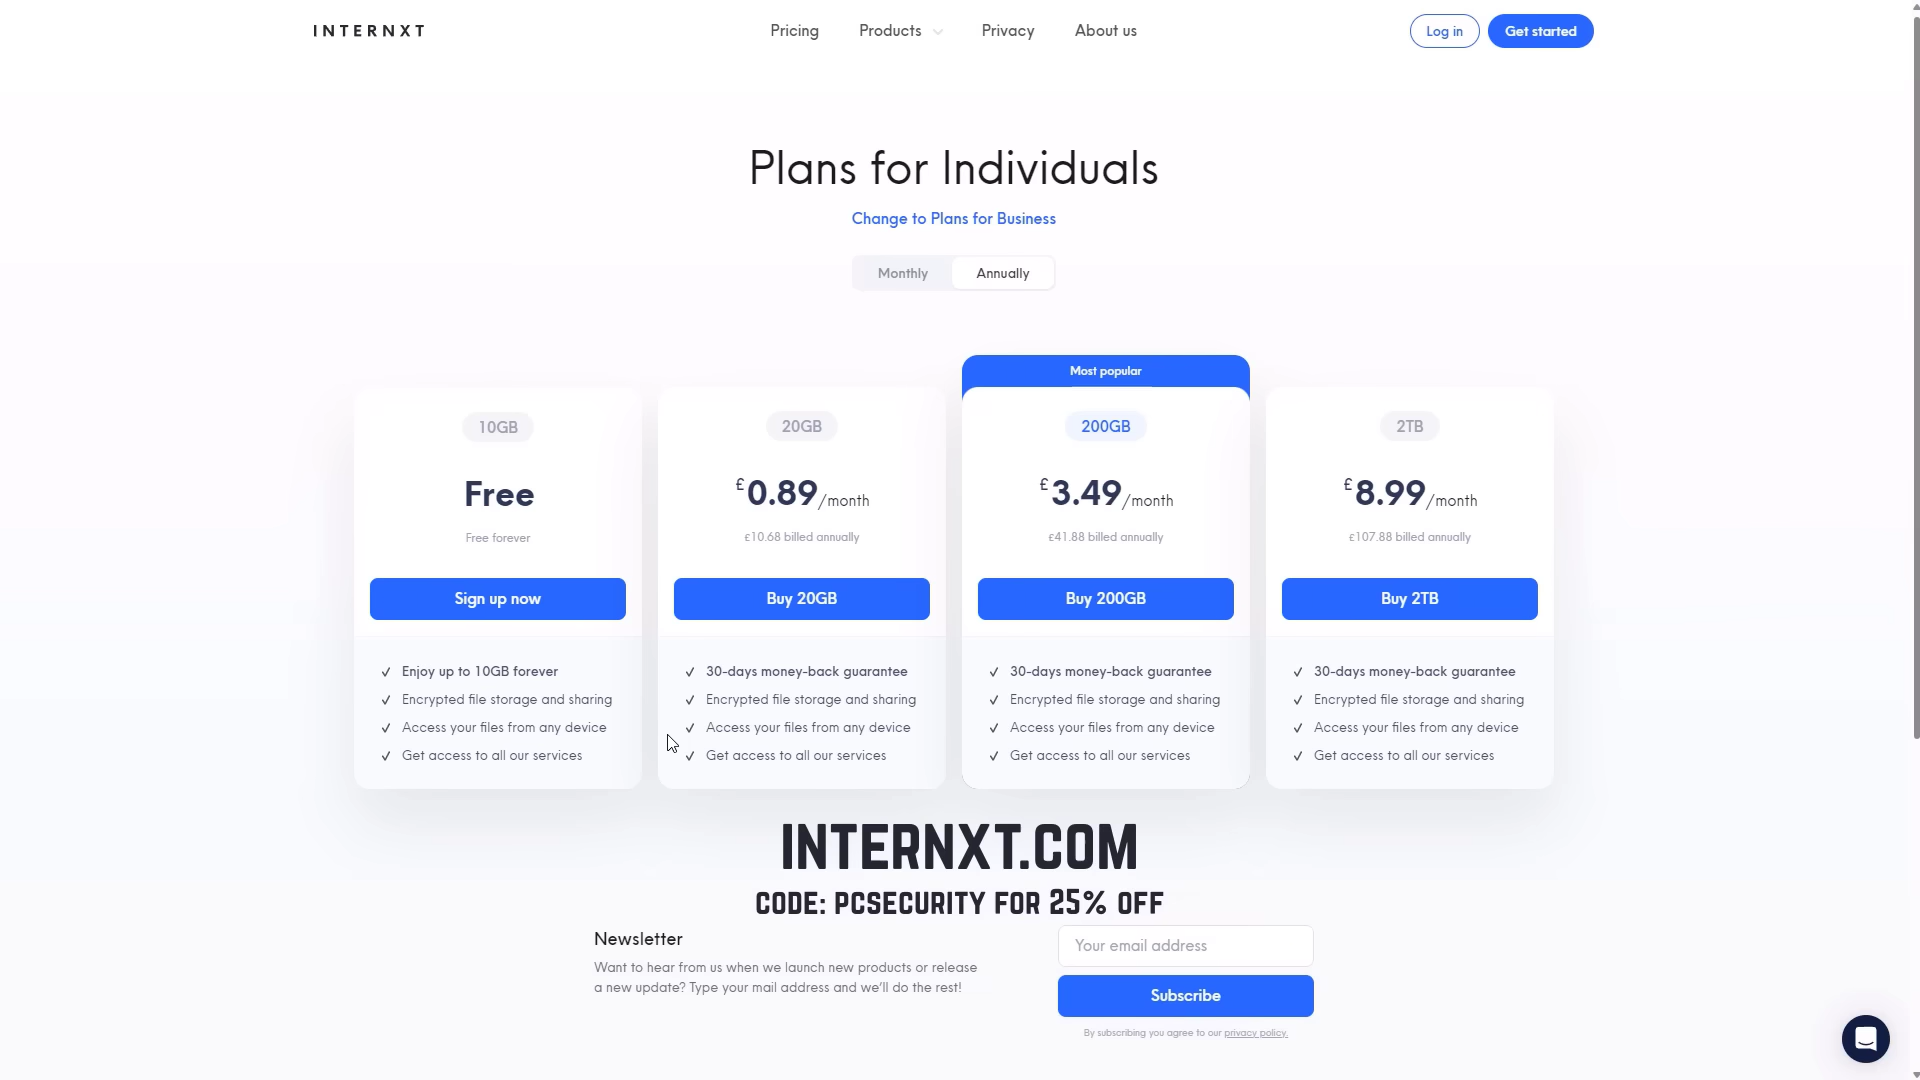 INTERNXT
Pricing
Products
Privacy
About us
Log in
Get started
Plans for Individuals
Change to Plans for Business
Monthly
Annually
10GB
Free
Free forever
Sign up now
Enjoy up to 10GB forever
Encrypted file storage and sharing
Access your files from any device
Get access to all our services
20GB
£0.89/month
£10.68 billed annually
Buy 20GB
30-days money-back guarantee
Encrypted file storage and sharing
Access your files from any device
Get access to all our services
Most popular
200GB
£3.49/month
£41.88 billed annually
Buy 200GB
30-days money-back guarantee
Encrypted file storage and sharing
Access your files from any device
Get access to all our services
2TB
£8.99/month
£107.88 billed annually
Buy 2TB
30-days money-back guarantee
Encrypted file storage and sharing
Access your files from any device
Get access to all our services
INTERNXT.COM
CODE: PCSECURITY FOR 25% OFF
Newsletter
Want to hear from us when we launch new products or release
a new update? Type your mail address and we'll do the rest!
Your email address
Subscribe
By subscribing you agree to our privacy policy.